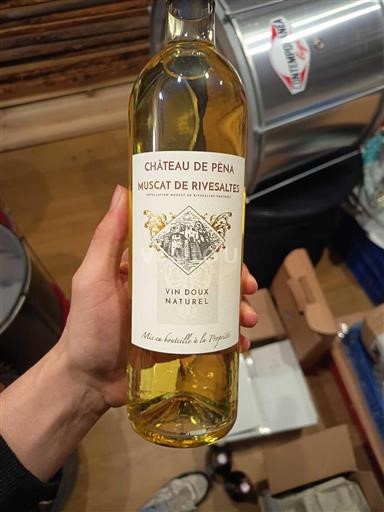 CHÂTEAU DE PÉNA
MUSCAT DE RIVESALTES
APPELLATION MUSCAT DE RIVESALTES PROTÉGÉE
VIN DOUX
NATUREL
Mis en bouteille à la Propriété
CONTEMPORANEA